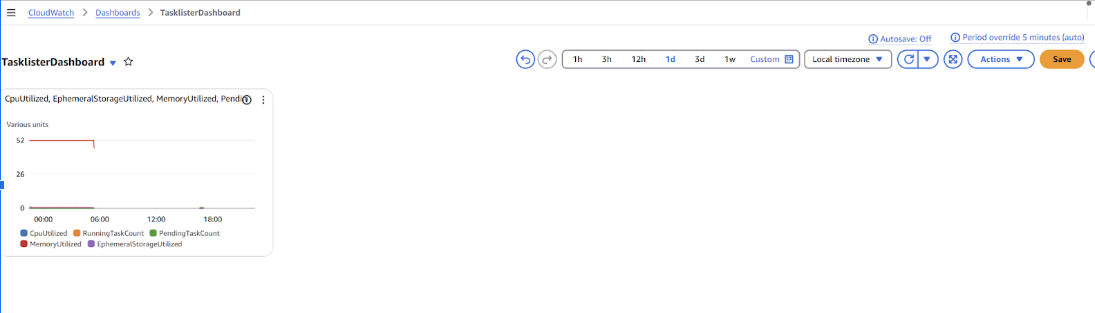 CloudWatch > Dashboards > TasklisterDashboard
Autosave: Off Period override 5 minutes (auto)
TasklisterDashboard
1h 3h 12h 1d 3d 1w Custom Local timezone Actions Save
CpuUtilized, EphemeralStorageUtilized, MemoryUtilized, Pendi
Various units
52
26
0
00:00 06:00 12:00 18:00
CpuUtilized RunningTaskCount PendingTaskCount
MemoryUtilized EphemeralStorageUtilized